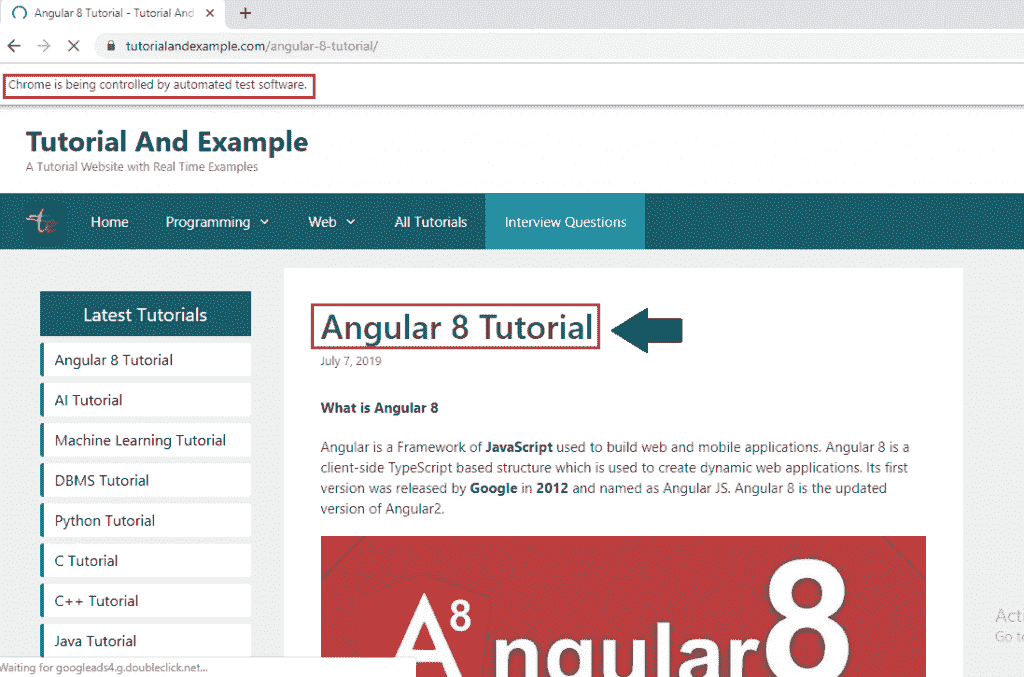 Angular 8 Tutorial - Tutorial And
tutorialandexample.com/angular-8-tutorial/
Chrome is being controlled by automated test software.
Tutorial And Example
A Tutorial Website with Real Time Examples
te Home Programming Web All Tutorials Interview Questions
Latest Tutorials
Angular 8 Tutorial
AI Tutorial
Machine Learning Tutorial
DBMS Tutorial
Python Tutorial
C Tutorial
C++ Tutorial
Java Tutorial
Angular 8 Tutorial
July 7, 2019
What is Angular 8
Angular is a Framework of JavaScript used to build web and mobile applications. Angular 8 is a
client-side TypeScript based structure which is used to create dynamic web applications. Its first
version was released by Google in 2012 and named as Angular JS. Angular 8 is the updated
version of Angular2.
A8
Angular8
Acti
Go to
Waiting for googleads4.g.doubleclick.net...